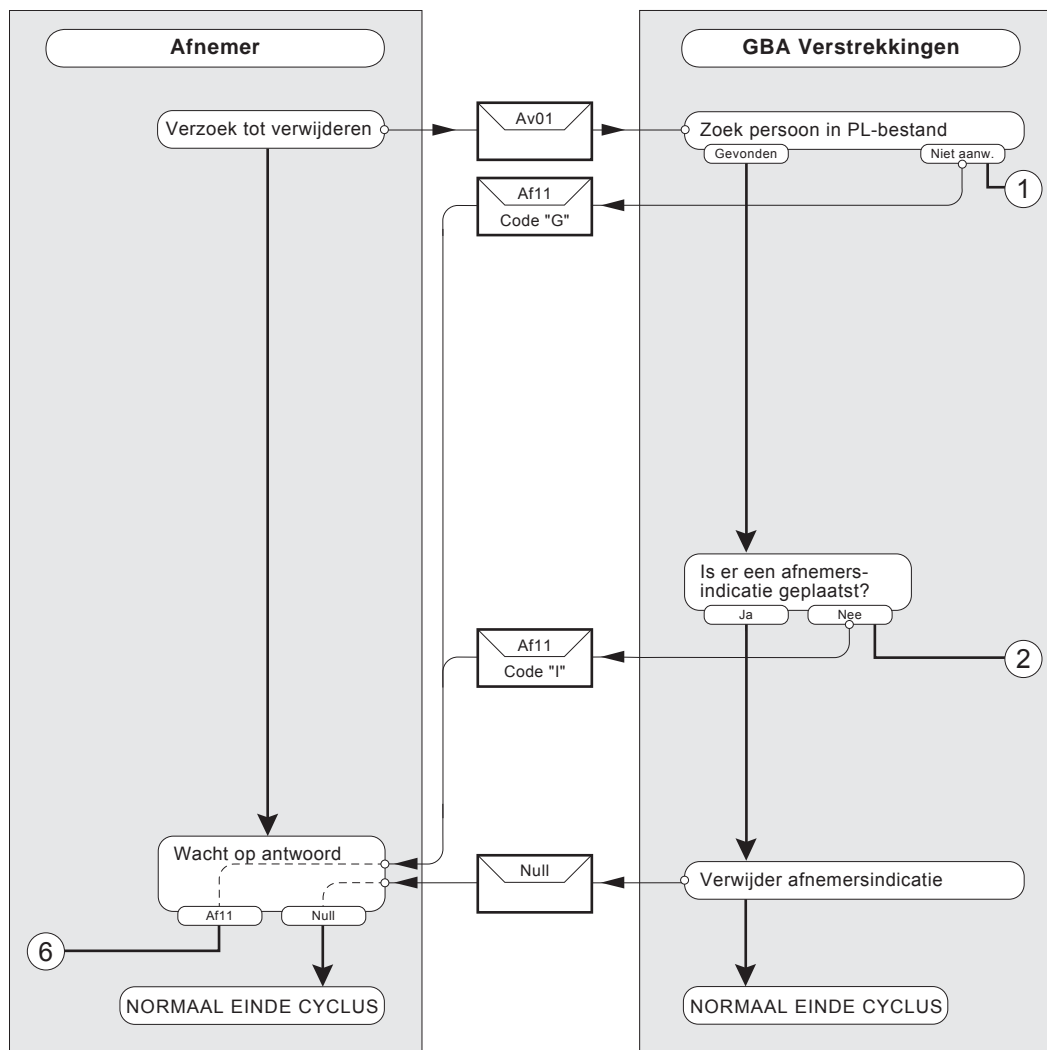 Afnemer
GBA Verstrekkingen
Verzoek tot verwijderen
Av01
Zoek persoon in PL-bestand
Gevonden
Niet aanw.
1
Af11
Code "G"
Is er een afnemers-
indicatie geplaatst?
Ja
Nee
2
Af11
Code "I"
Wacht op antwoord
Af11
Null
6
Null
Verwijder afnemersindicatie
NORMAAL EINDE CYCLUS
NORMAAL EINDE CYCLUS